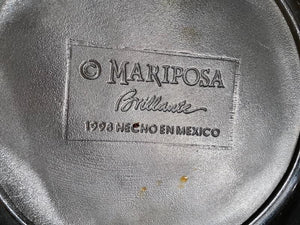 © MARIPOSA
Brillante
1998 HECHO EN MEXICO